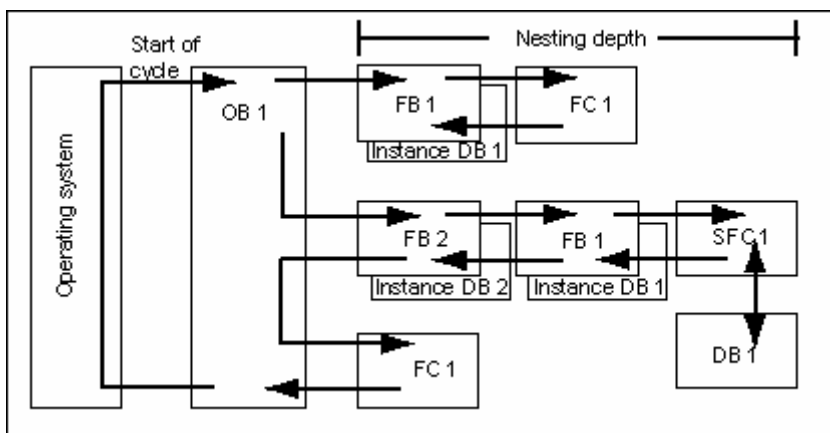 Nesting depth
Start of
cycle
Operating system
OB 1
FB 1
FC 1
Instance DB 1
FB 2
FB 1
SFC 1
Instance DB 2
Instance DB 1
FC 1
DB 1